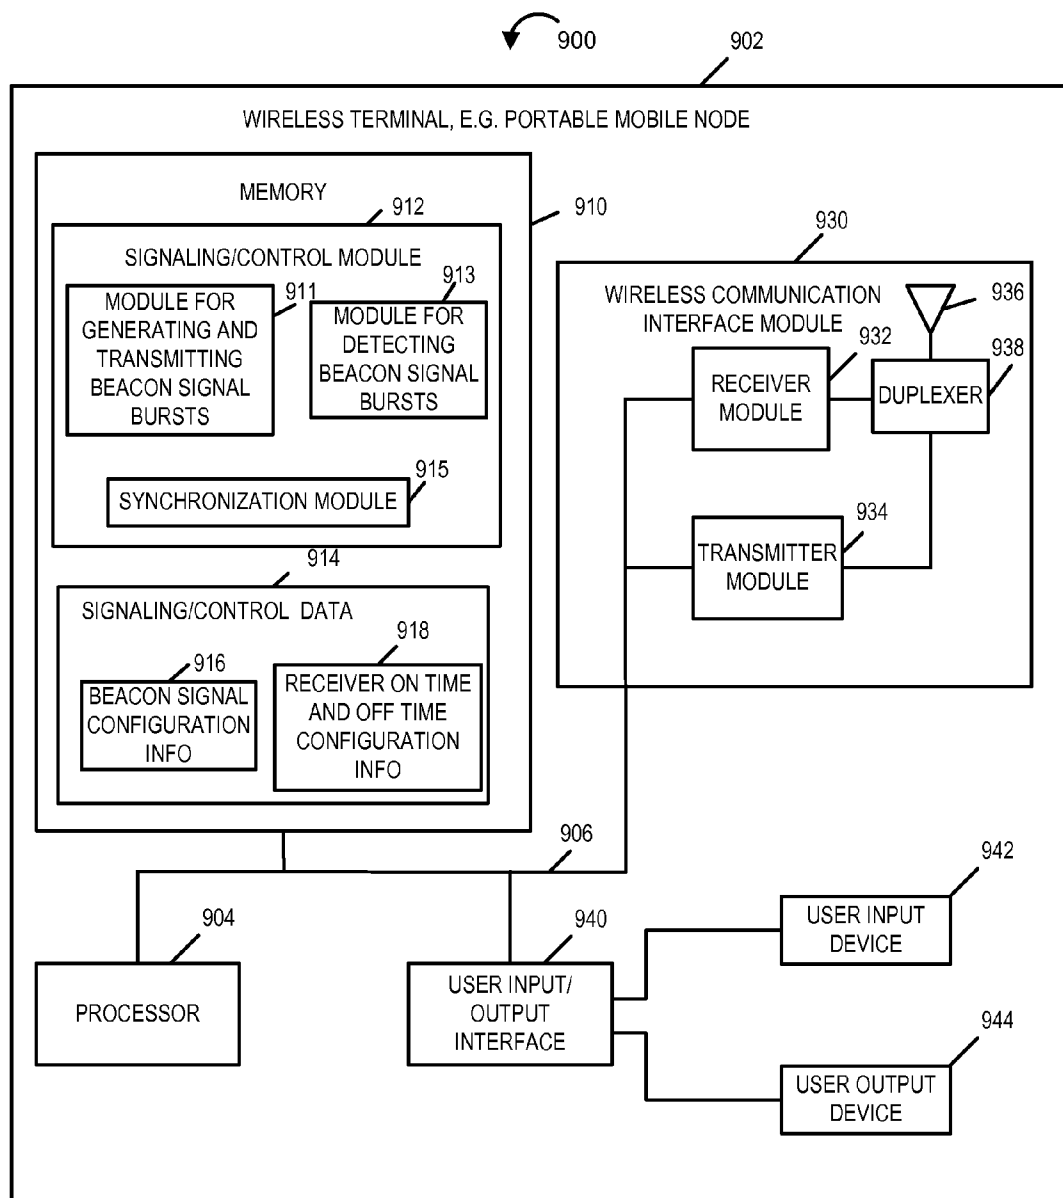 900
902
WIRELESS TERMINAL, E.G. PORTABLE MOBILE NODE
MEMORY
910
912
SIGNALING/CONTROL MODULE
911
MODULE FOR
GENERATING AND
TRANSMITTING
BEACON SIGNAL
BURSTS
913
MODULE FOR
DETECTING
BEACON SIGNAL
BURSTS
915
SYNCHRONIZATION MODULE
914
SIGNALING/CONTROL DATA
916
BEACON SIGNAL
CONFIGURATION
INFO
918
RECEIVER ON TIME
AND OFF TIME
CONFIGURATION
INFO
930
WIRELESS COMMUNICATION
INTERFACE MODULE
936
932
RECEIVER
MODULE
938
DUPLEXER
934
TRANSMITTER
MODULE
906
904
PROCESSOR
940
USER INPUT/
OUTPUT
INTERFACE
942
USER INPUT
DEVICE
944
USER OUTPUT
DEVICE